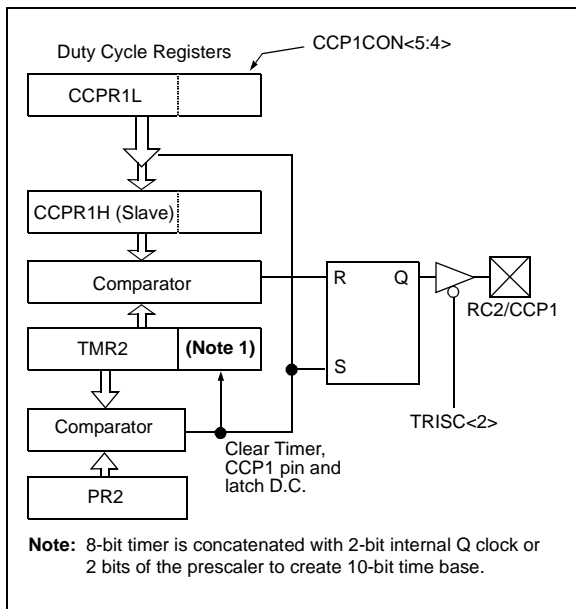 Duty Cycle Registers
CCP1CON<5:4>
CCPR1L
CCPR1H (Slave)
Comparator
R
Q
RC2/CCP1
TMR2
(Note 1)
S
TRISC<2>
Comparator
Clear Timer,
CCP1 pin and
latch D.C.
PR2
Note: 8-bit timer is concatenated with 2-bit internal Q clock or
2 bits of the prescaler to create 10-bit time base.